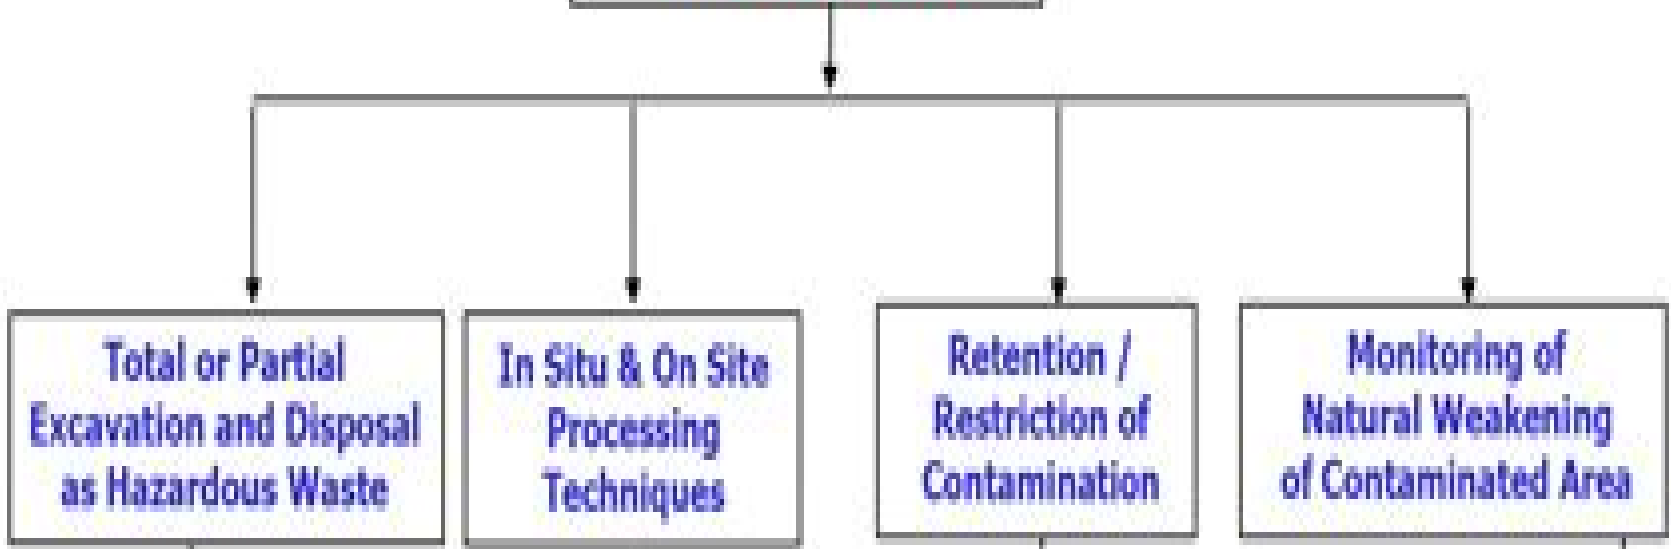 Total or Partial
Excavation and Disposal
as Hazardous Waste
In Situ & On Site
Processing
Techniques
Retention /
Restriction of
Contamination
Monitoring of
Natural Weakening
of Contaminated Area